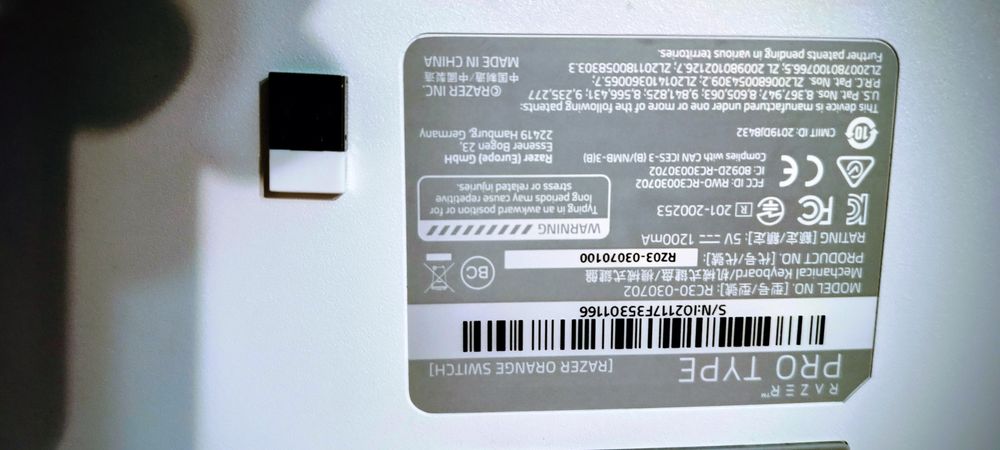 RAZER™
PRO TYPE
[RAZER ORANGE SWITCH]
S/N:IO2117F35301166
MODEL NO. [型号/型號]: RC30-030702
Mechanical Keyboard/机械式键盘/機械式鍵盤
PRODUCT NO. [代号/代號]: RZ03-03070100
RATING [额定/額定]: 5V ⎓ 1200mA
R 201-200253
FCC ID: RWO-RC30030702
IC: 8092D-RC30030702
Complies with CAN ICES-3 (B)/NMB-3(B)
10
CMIIT ID: 2019DJ8432
BC
WARNING
Typing in an awkward position or for
long periods may cause repetitive
stress or related injuries.
Razer (Europe) GmbH
Essener Bogen 23,
22419 Hamburg, Germany
This device is manufactured under one or more of the following patents:
U.S. Pat. Nos. 8,367,947; 8,605,063; 9,841,825; 8,566,431; 9,235,277
P.R.C. Pat. Nos. ZL200680054309.2; ZL201410360065.7;
ZL200780100766.5; ZL 200980102126.7; ZL201180058303.3
Further patents pending in various territories.
©RAZER INC.
中国制造 中國製造
MADE IN CHINA